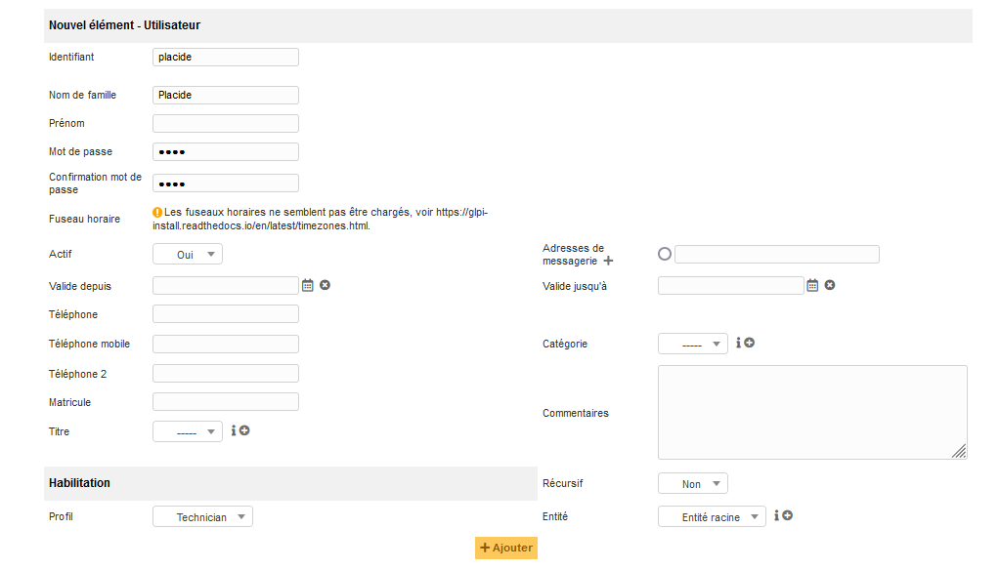 Nouvel élément - Utilisateur
Identifiant placide
Nom de famille Placide
Prénom
Mot de passe ••••
Confirmation mot de
passe ••••
Fuseau horaire Les fuseaux horaires ne semblent pas être chargés, voir https://glpi-
install.readthedocs.io/en/latest/timezones.html.
Actif Oui
Adresses de
messagerie
Valide depuis
Valide jusqu'à
Téléphone
Téléphone mobile
Catégorie -----
Téléphone 2
Matricule
Commentaires
Titre -----
Habilitation
Récursif Non
Profil Technician
Entité Entité racine
+ Ajouter